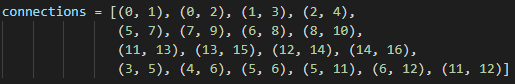 connections = [(0, 1), (0, 2), (1, 3), (2, 4),
(5, 7), (7, 9), (6, 8), (8, 10),
(11, 13), (13, 15), (12, 14), (14, 16),
(3, 5), (4, 6), (5, 6), (5, 11), (6, 12), (11, 12)]